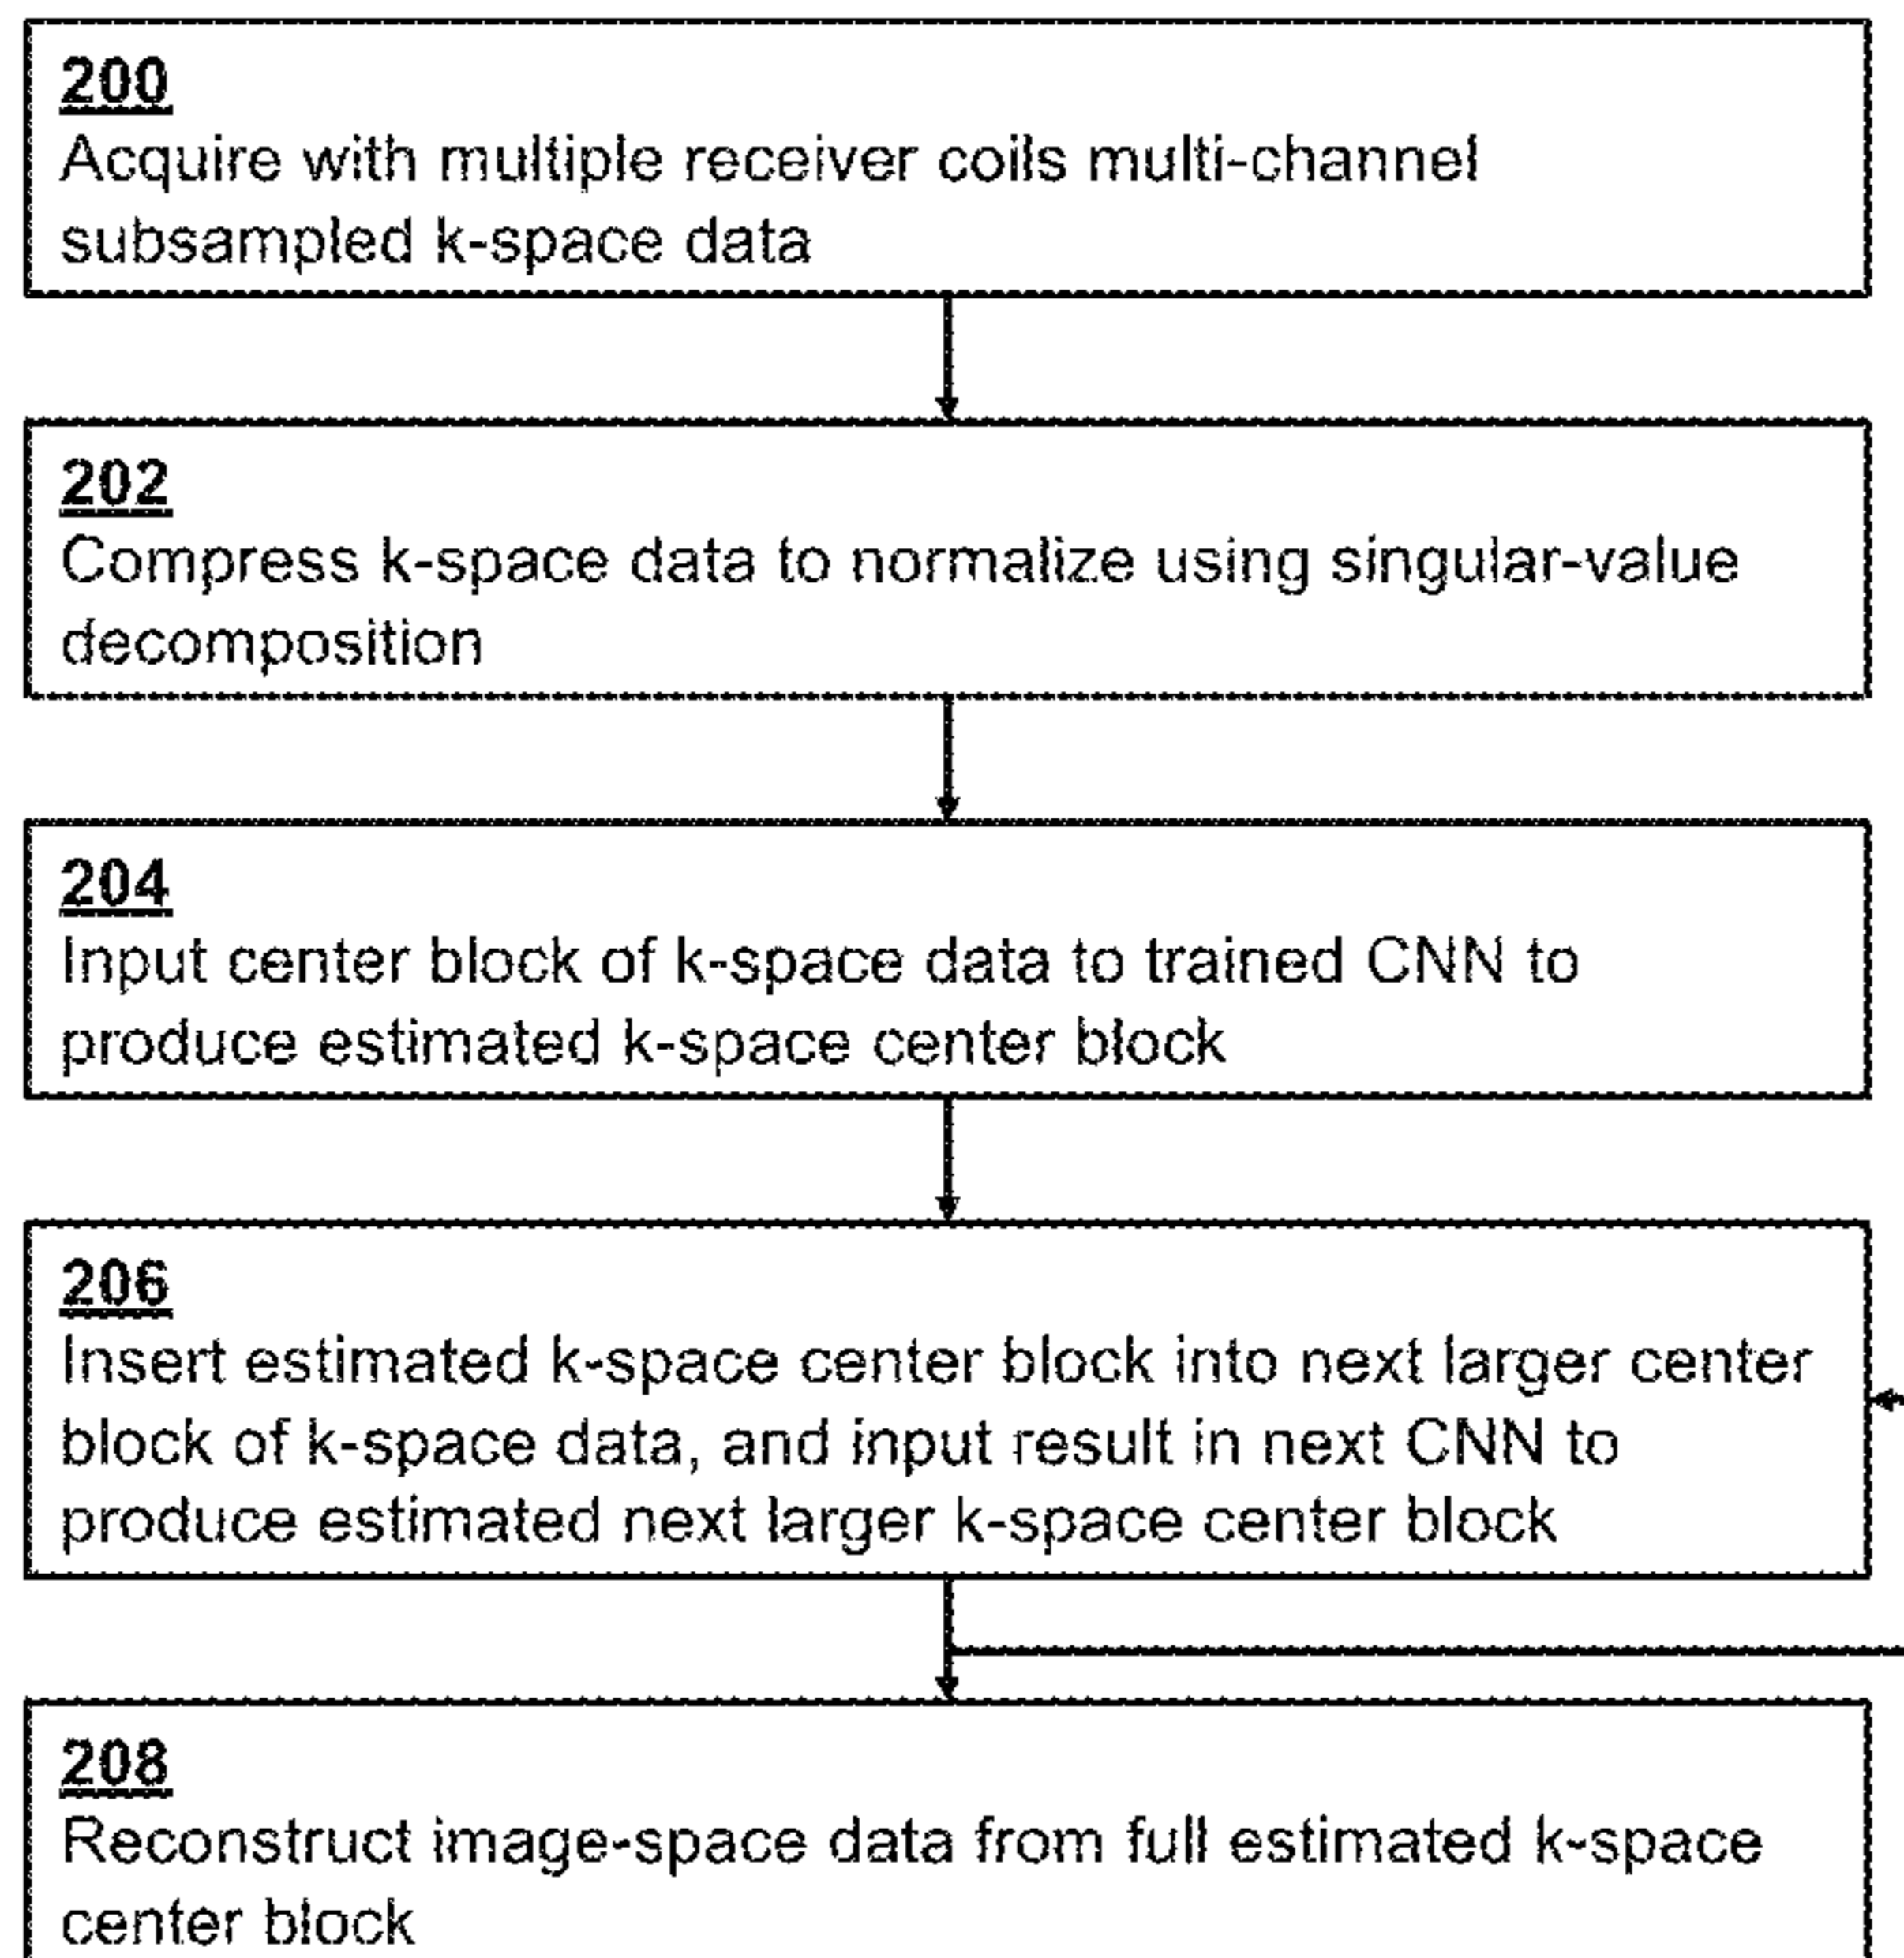 200
Acquire with multiple receiver coils multi-channel
subsampled k-space data
202
Compress k-space data to normalize using singular-value
decomposition
204
Input center block of k-space data to trained CNN to
produce estimated k-space center block
206
Insert estimated k-space center block into next larger center
block of k-space data, and input result in next CNN to
produce estimated next larger k-space center block
208
Reconstruct image-space data from full estimated k-space
center block